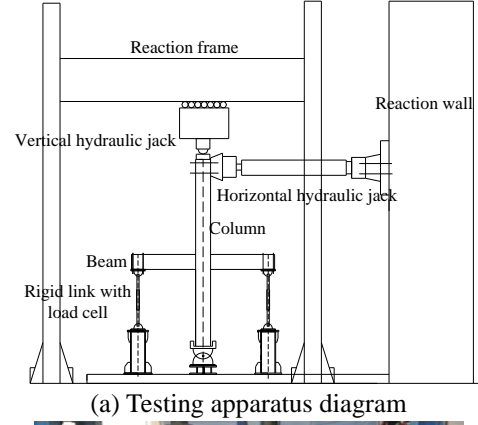 Reaction frame
Reaction wall
Vertical hydraulic jack
Horizontal hydraulic jack
Column
Beam
Rigid link with
load cell
(a) Testing apparatus diagram